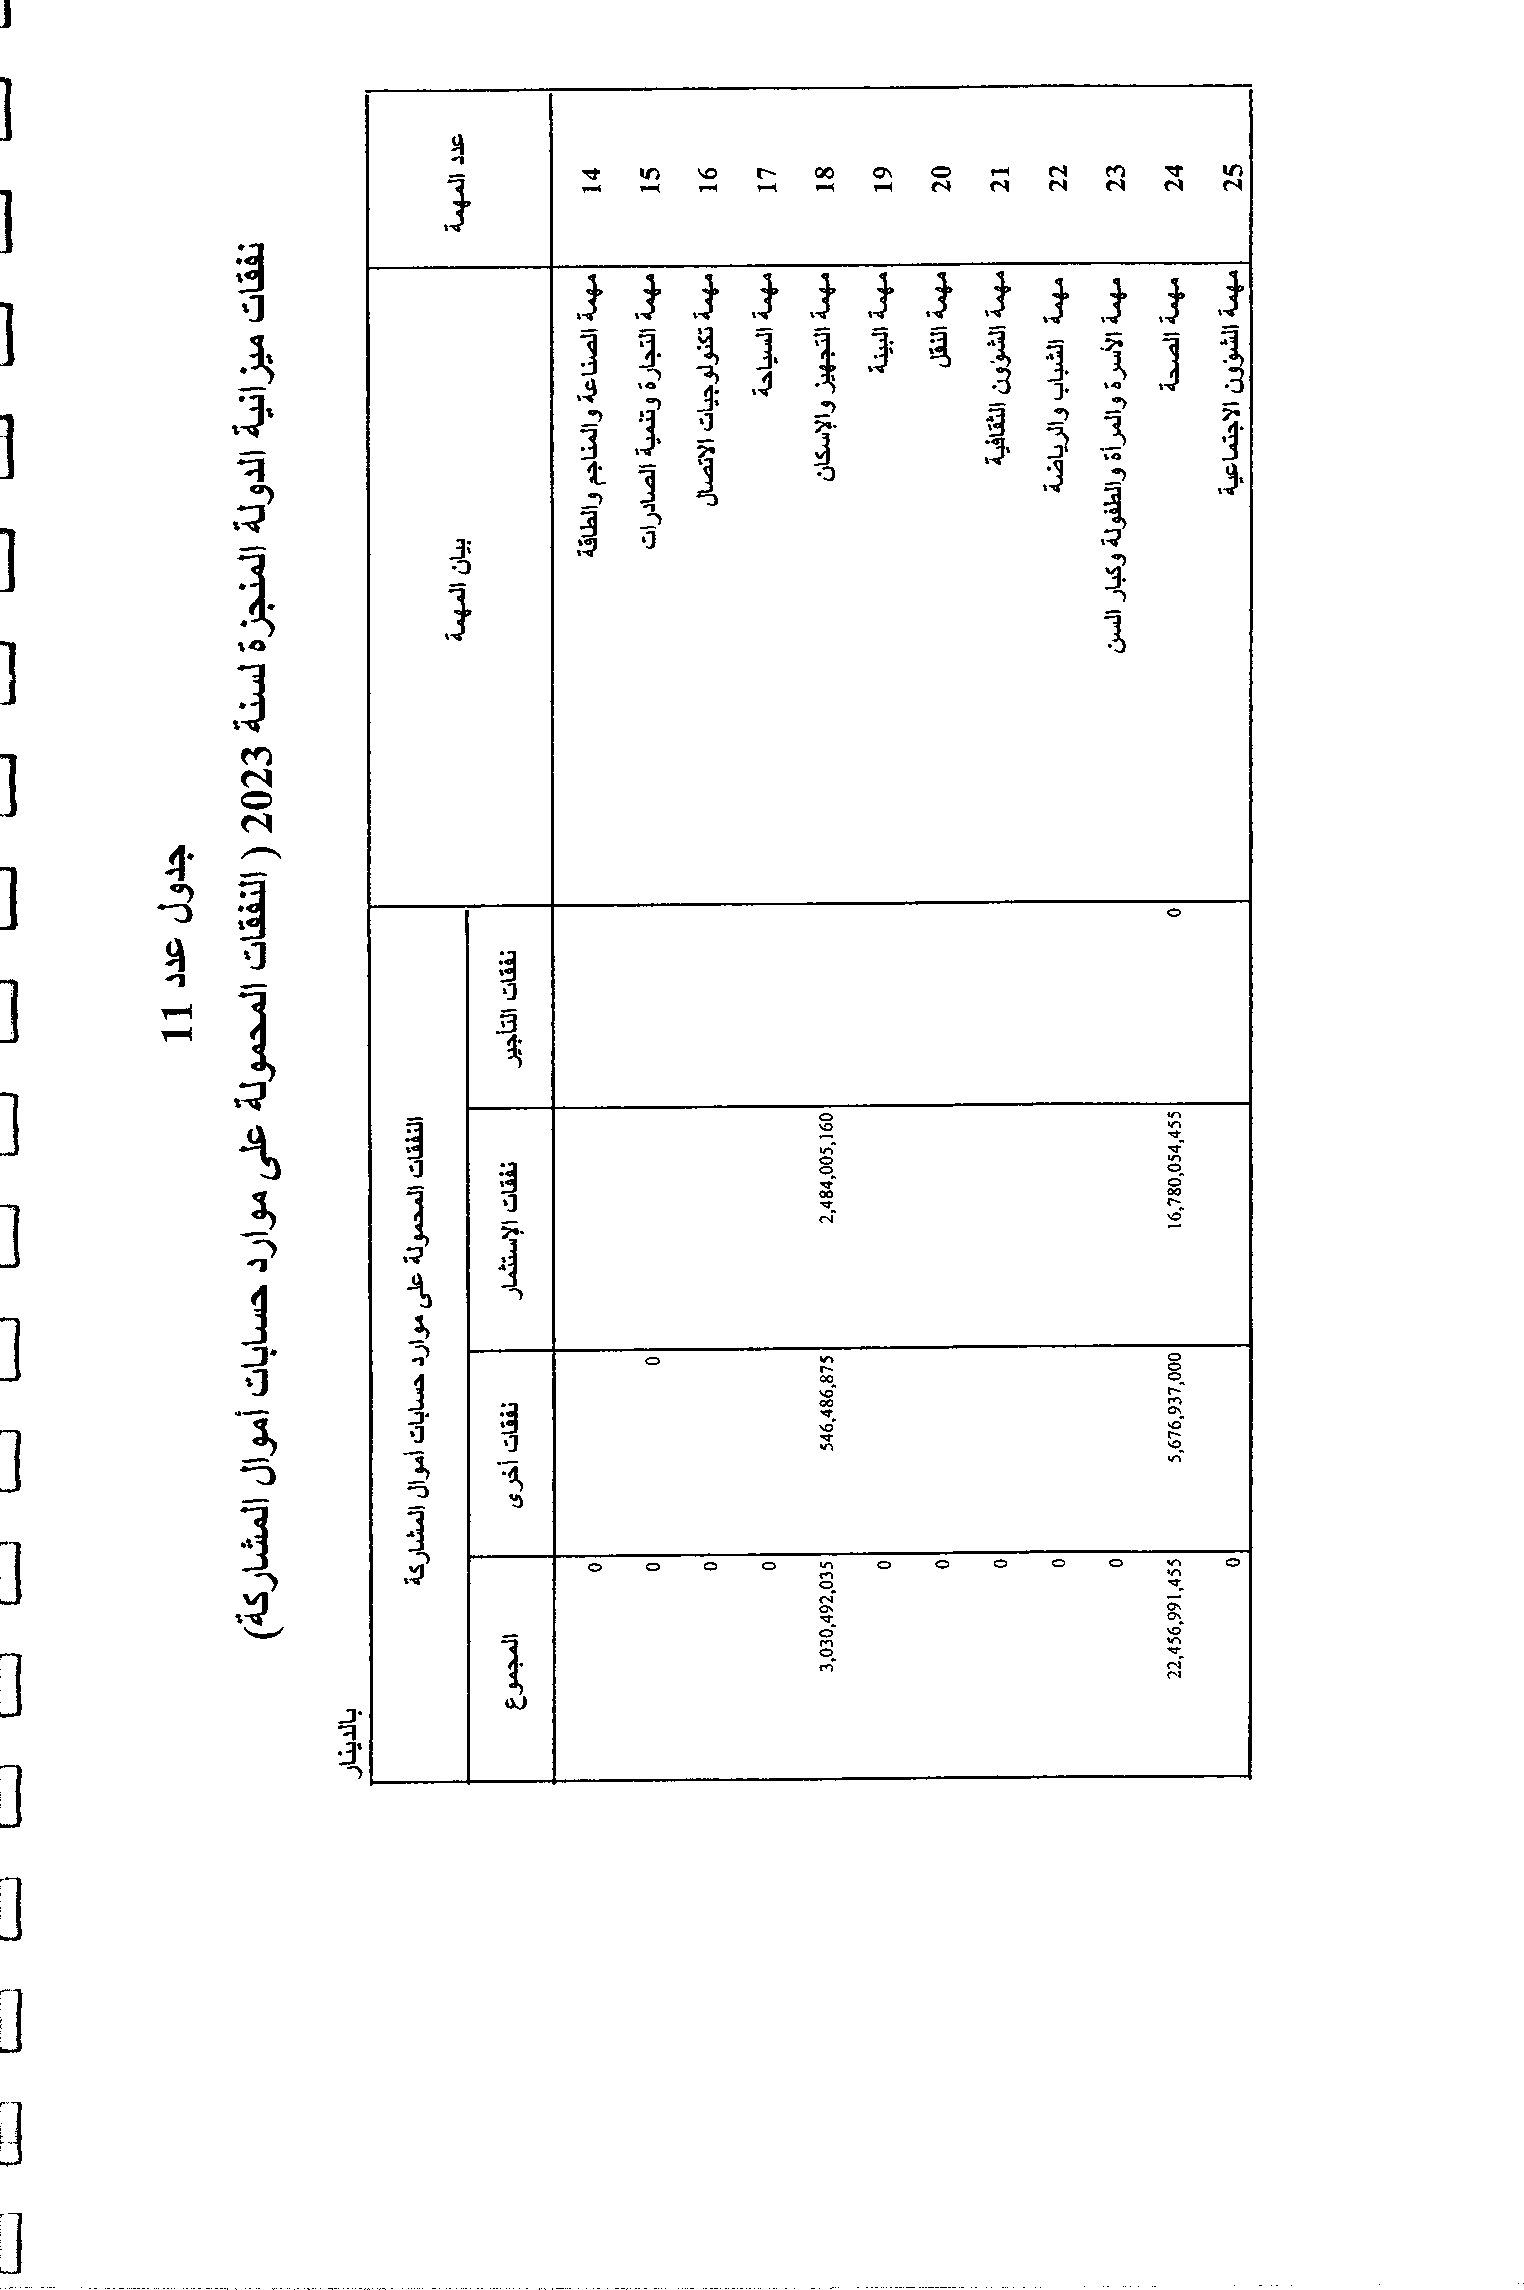 جدول عدد 11
نفقات ميزانية الدولة المنجزة لسنة 2023 ( النفقات المحمولة على موارد حسابات أموال المشاركة)
بالدينار
عدد المهمة بيان المهمة النفقات المحمولة على موارد حسابات أموال المشاركة
نفقات التأجير نفقات الإستثمار نفقات أخرى المجموع
14 مهمة الصناعة والمناجم والطاقة 0
15 مهمة التجارة وتنمية الصادرات 0 0
16 مهمة تكنولوجيات الاتصال 0
17 مهمة السياحة 0
18 مهمة التجهيز والإسكان 2,484,005,160 546,486,875 3,030,492,035
19 مهمة البيئة 0
20 مهمة النقل 0
21 مهمة الشؤون الثقافية 0
22 مهمة الشباب والرياضة 0
23 مهمة الأسرة والمرأة والطفولة وكبار السن 0
24 مهمة الصحة 0 16,780,054,455 5,676,937,000 22,456,991,455
25 مهمة الشؤون الاجتماعية 0